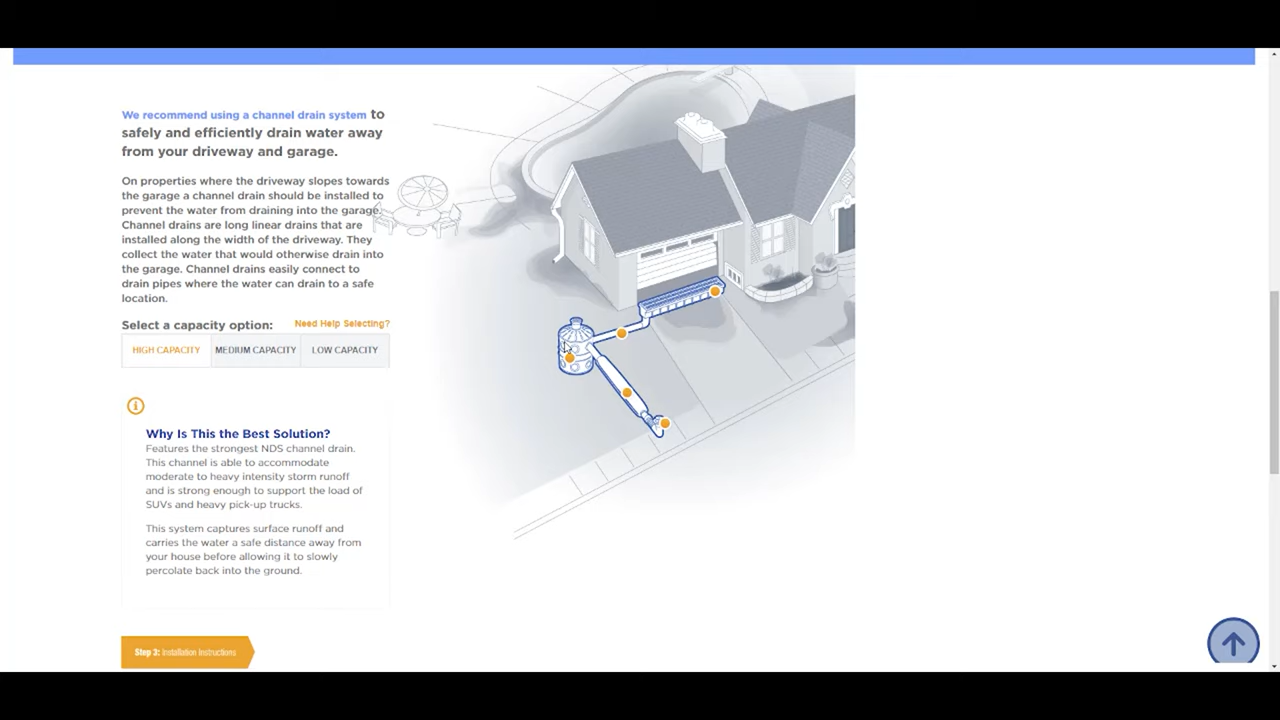 We recommend using a channel drain system to
safely and efficiently drain water away
from your driveway and garage.
On properties where the driveway slopes towards
the garage a channel drain should be installed to
prevent the water from draining into the garage.
Channel drains are long linear drains that are
installed along the width of the driveway. They
collect the water that would otherwise drain into
the garage. Channel drains easily connect to
drain pipes where the water can drain to a safe
location.
Select a capacity option: Need Help Selecting?
HIGH CAPACITY MEDIUM CAPACITY LOW CAPACITY
Why Is This the Best Solution?
Features the strongest NDS channel drain.
This channel is able to accommodate
moderate to heavy intensity storm runoff
and is strong enough to support the load of
SUVs and heavy pick-up trucks.
This system captures surface runoff and
carries the water a safe distance away from
your house before allowing it to slowly
percolate back into the ground.
Step 3: Installation Instructions